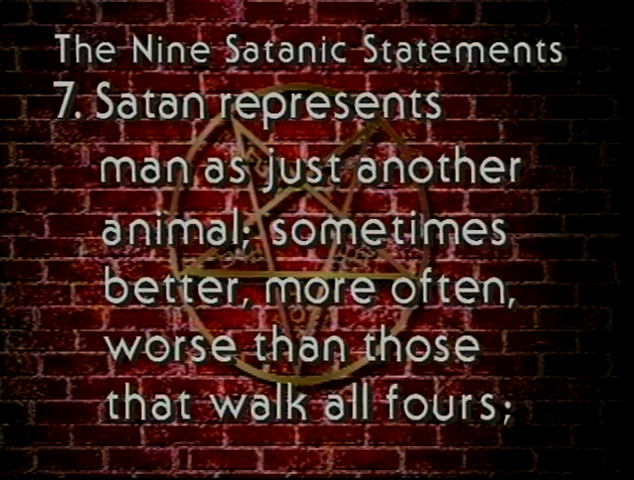 The Nine Satanic Statements
7. Satan represents
man as just another
animal; sometimes
better, more often,
worse than those
that walk all fours;